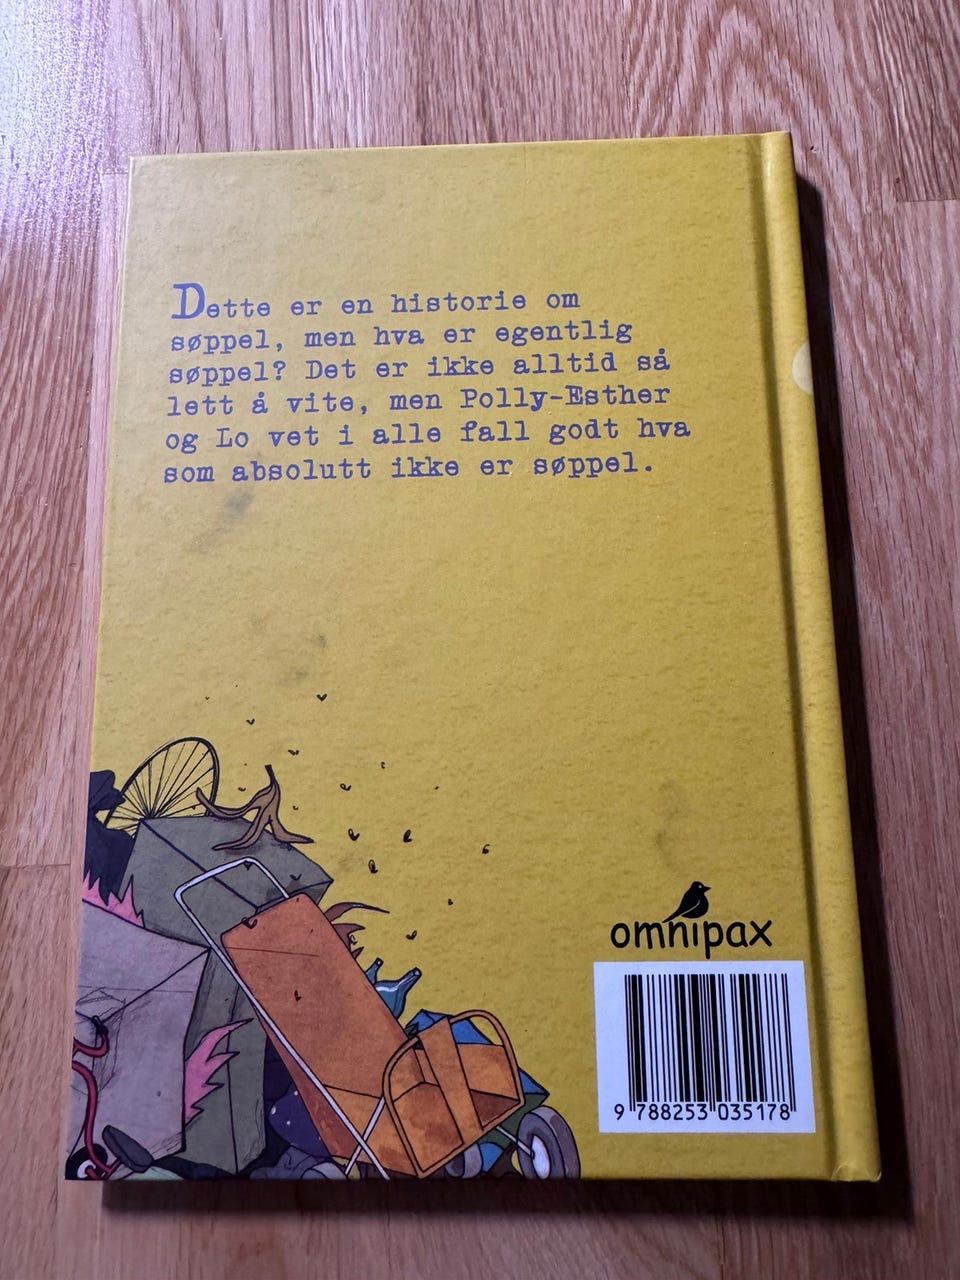 Dette er en historie om
søppel, men hva er egentlig
søppel? Det er ikke alltid så
lett å vite, men Polly-Esther
og Lo vet i alle fall godt hva
som absolutt ikke er søppel.
omnipax
9 788253 035178